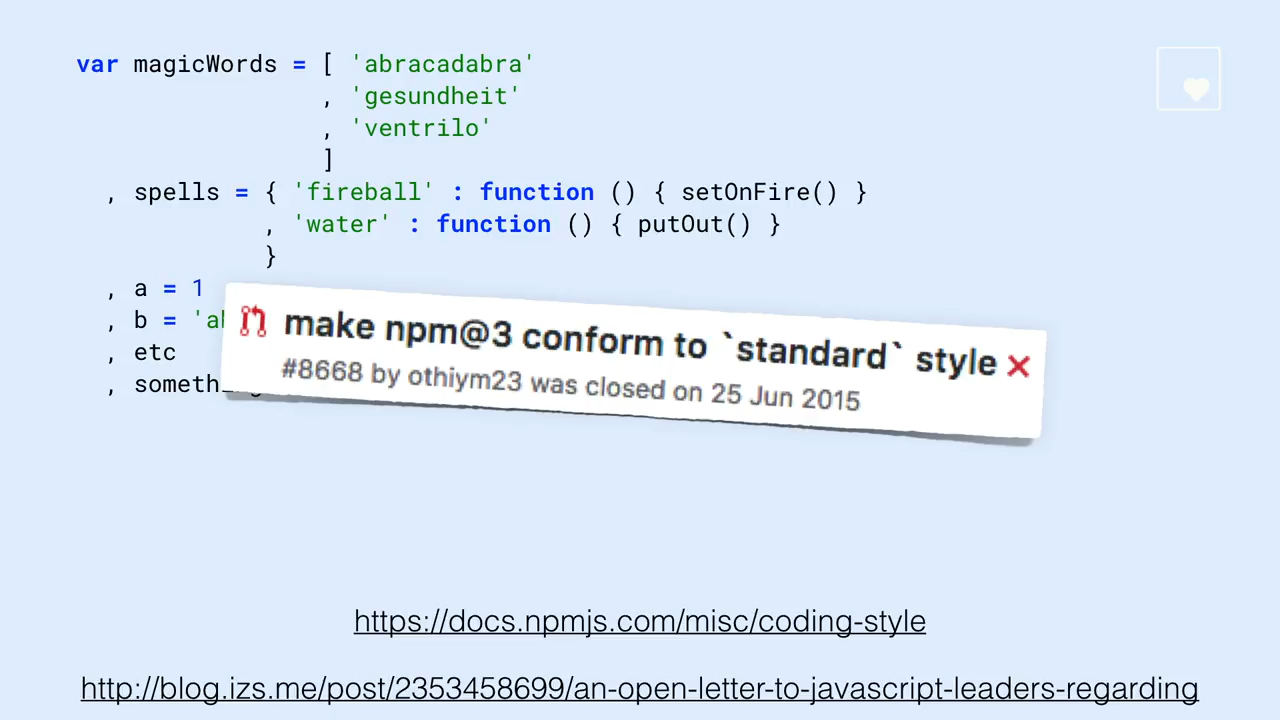 var magicWords = [ 'abracadabra'
, 'gesundheit'
, 'ventrilo'
]
, spells = { 'fireball' : function () { setOnFire() }
, 'water' : function () { putOut() }
}
, a = 1
, b =
, etc
make npm@3 conform to `standard` style ×
#8668 by othiym23 was closed on 25 Jun 2015
https://docs.npmjs.com/misc/coding-style
http://blog.izs.me/post/2353458699/an-open-letter-to-javascript-leaders-regarding